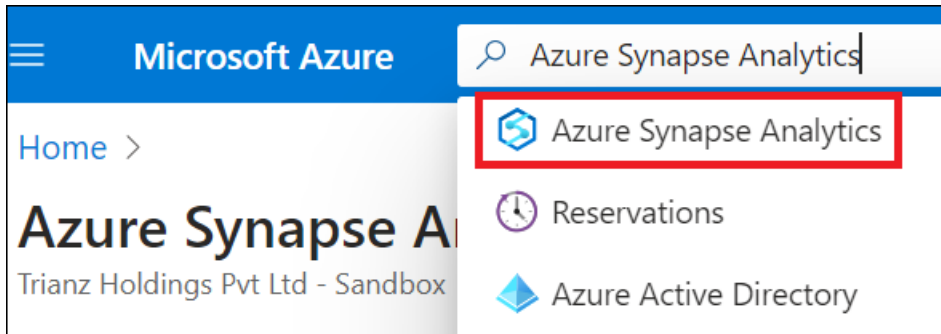 Microsoft Azure
Azure Synapse Analytics
Azure Synapse Analytics
Home >
Reservations
Azure Synapse A
Trianz Holdings Pvt Ltd - Sandbox
Azure Active Directory